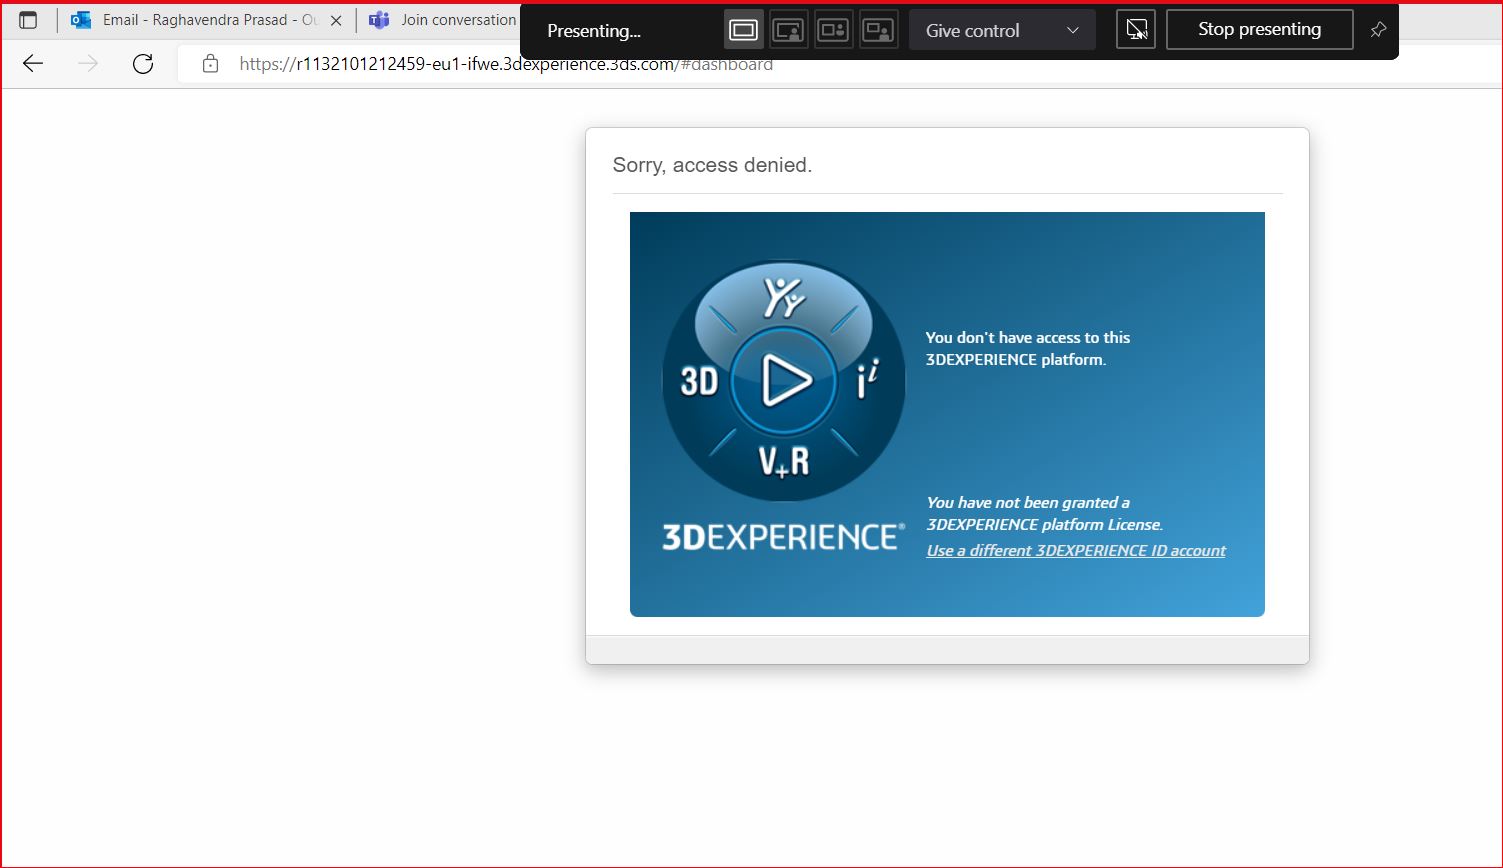 Email - Raghavendra Prasad - Ou
Join conversation
Presenting...
Give control
Stop presenting
https://r1132101212459-eu1-ifwe.3dexperience.3ds.com/#dashboard
Sorry, access denied.
You don't have access to this
3DEXPERIENCE platform.
3D
i i
V+R
You have not been granted a
3DEXPERIENCE platform License.
3DEXPERIENCE®
Use a different 3DEXPERIENCE ID account